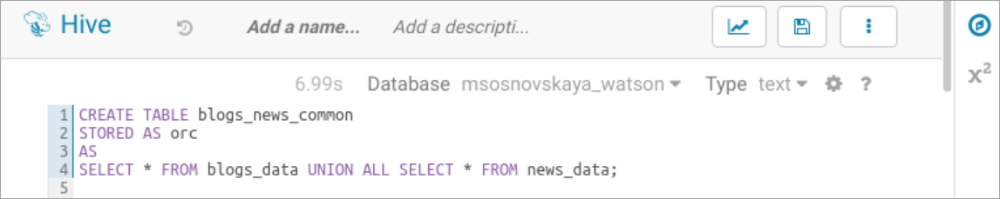 Hive Add a name... Add a descripti...
6.99s Database msosnovskaya_watson Type text ?
x²
1 CREATE TABLE blogs_news_common
2 STORED AS orc
3 AS
4 SELECT * FROM blogs_data UNION ALL SELECT * FROM news_data;
5